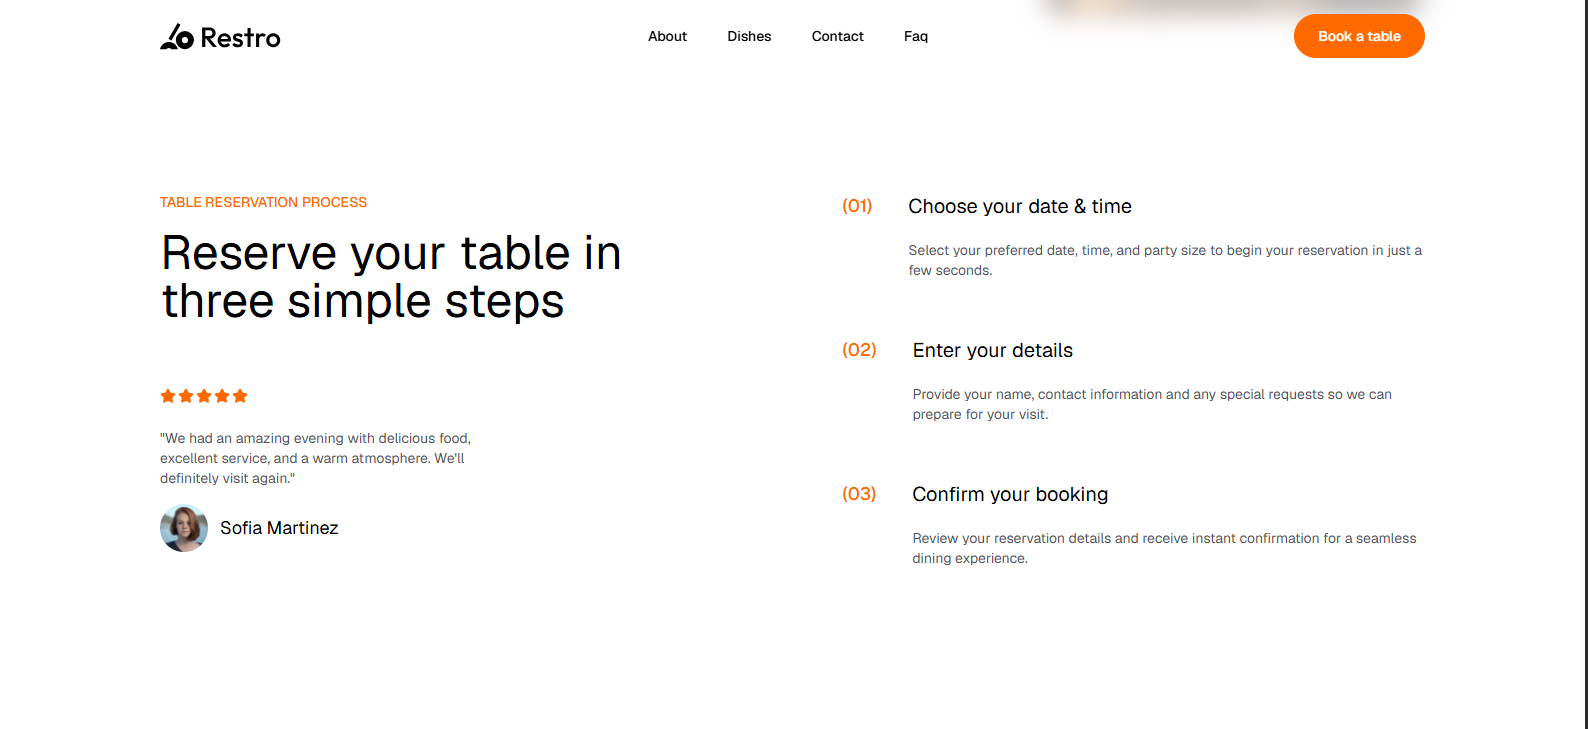 Restro
About
Dishes
Contact
Faq
Book a table
TABLE RESERVATION PROCESS
Reserve your table in
three simple steps
"We had an amazing evening with delicious food,
excellent service, and a warm atmosphere. We'll
definitely visit again."
Sofia Martinez
(01)
Choose your date & time
Select your preferred date, time, and party size to begin your reservation in just a
few seconds.
(02)
Enter your details
Provide your name, contact information and any special requests so we can
prepare for your visit.
(03)
Confirm your booking
Review your reservation details and receive instant confirmation for a seamless
dining experience.